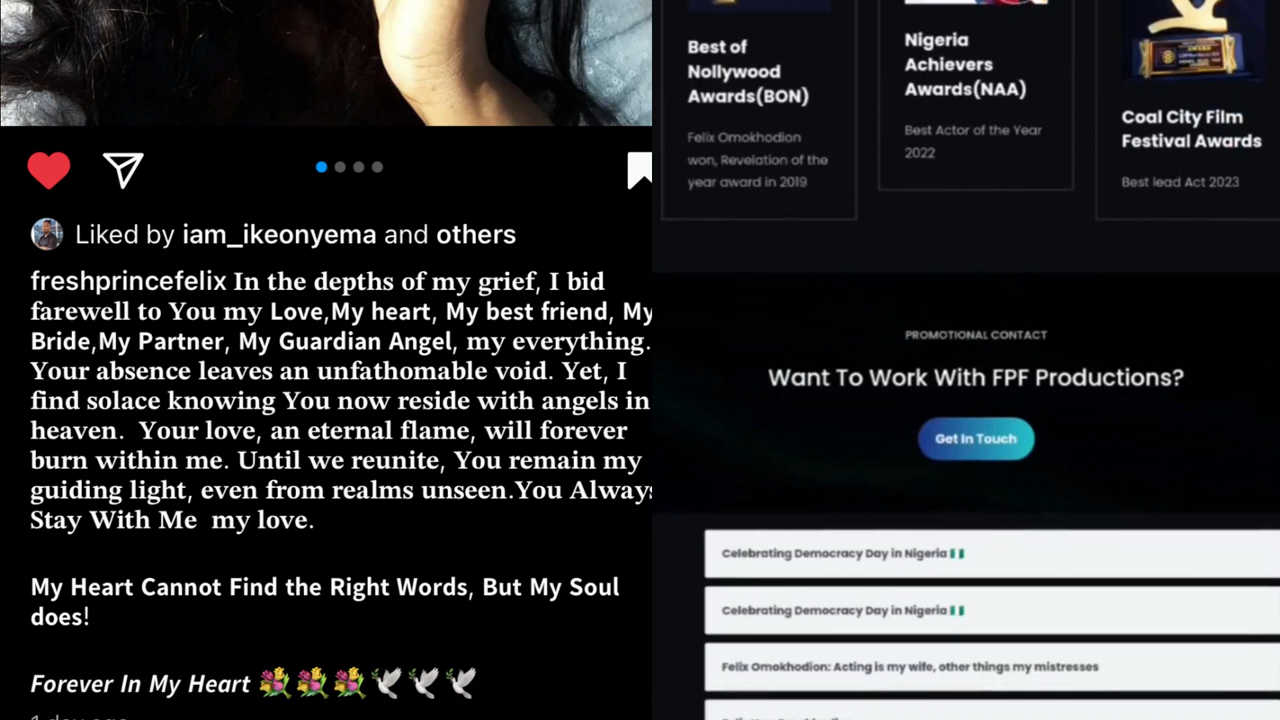 Liked by iam_ikeonyema and others
freshprincefelix In the depths of my grief, I bid
farewell to You my Love,My heart, My best friend, My
Bride,My Partner, My Guardian Angel, my everything.
Your absence leaves an unfathomable void. Yet, I
find solace knowing You now reside with angels in
heaven. Your love, an eternal flame, will forever
burn within me. Until we reunite, You remain my
guiding light, even from realms unseen.You Always
Stay With Me my love.
My Heart Cannot Find the Right Words, But My Soul
does!
Forever In My Heart 💐💐💐🕊️🕊️🕊️
1 day ago
Best of
Nollywood
Awards(BON)
Felix Omokhodion
won, Revelation of the
year award in 2019
Nigeria
Achievers
Awards(NAA)
Best Actor of the Year
2022
Coal City Film
Festival Awards
Best lead Act 2023
PROMOTIONAL CONTACT
Want To Work With FPF Productions?
Get In Touch
Celebrating Democracy Day in Nigeria 🇳🇬
Celebrating Democracy Day in Nigeria 🇳🇬
Felix Omokhodion: Acting is my wife, other things my mistresses